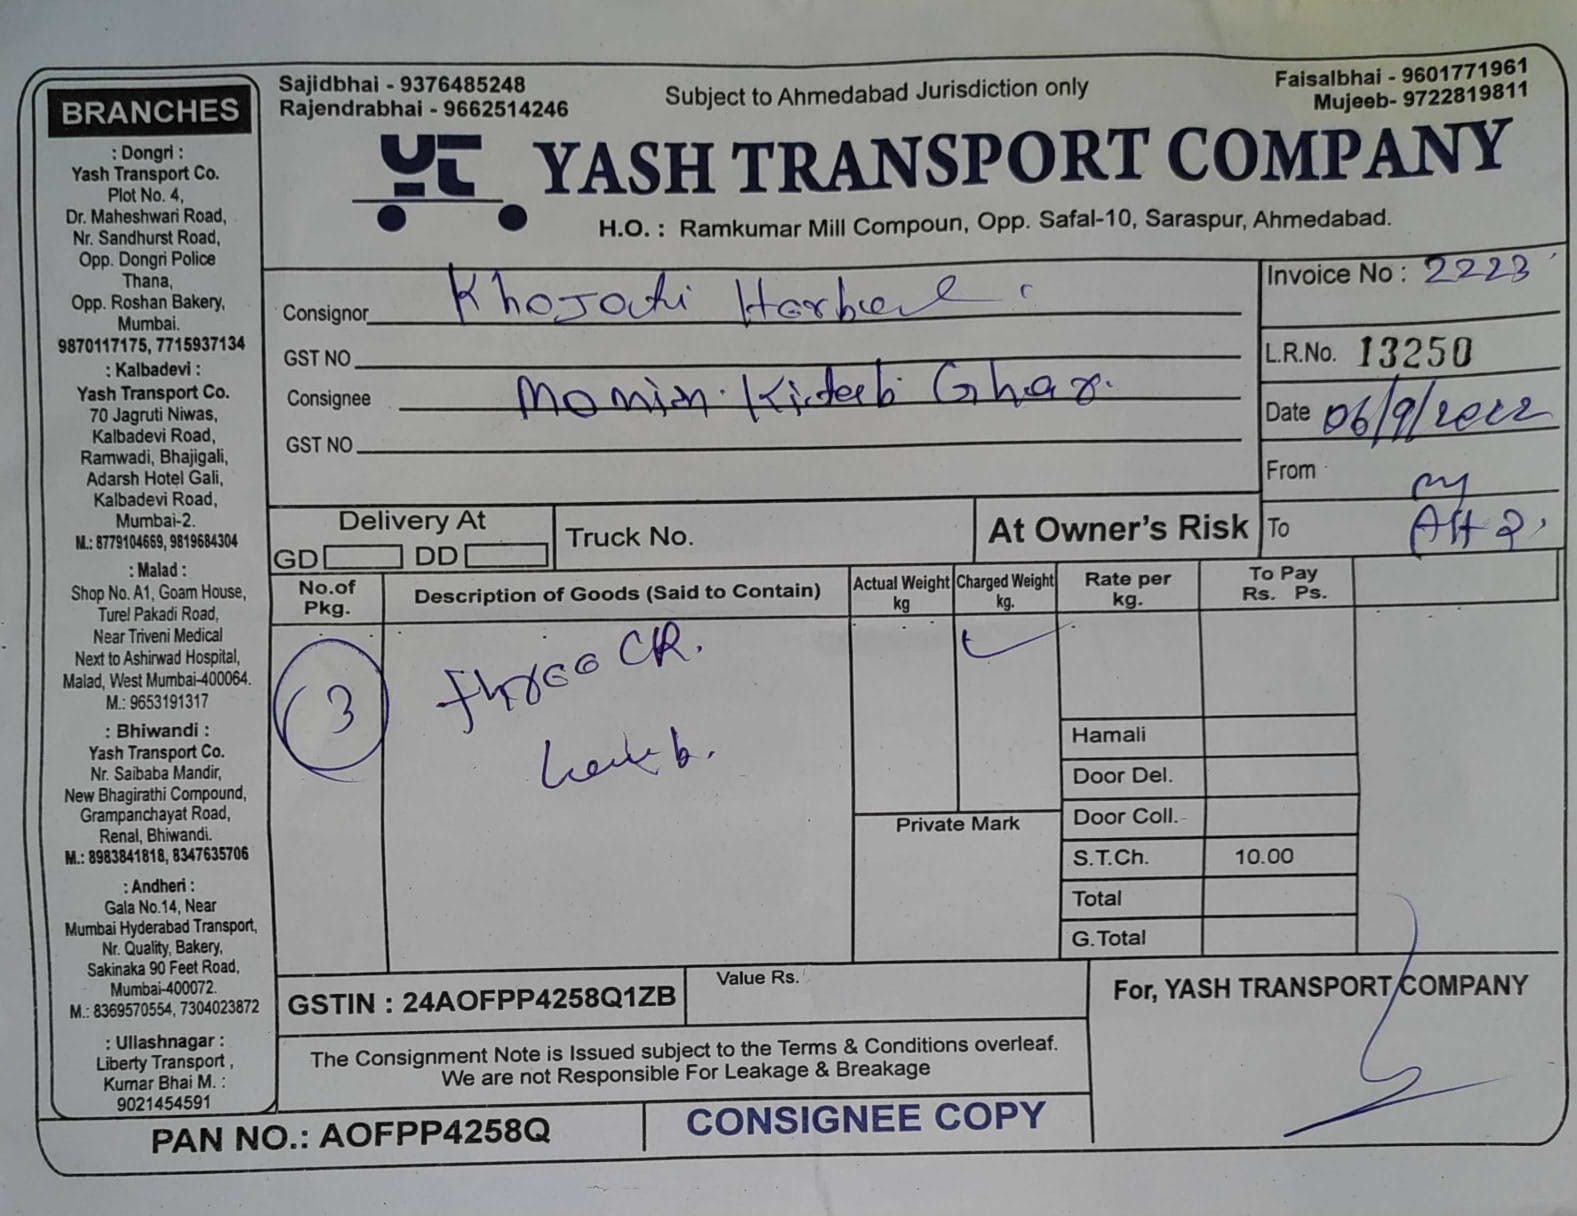 BRANCHES
: Dongri :
Yash Transport Co.
Plot No. 4,
Dr. Maheshwari Road,
Nr. Sandhurst Road,
Opp. Dongri Police
Thana,
Opp. Roshan Bakery,
Mumbai.
9870117175, 7715937134
: Kalbadevi :
Yash Transport Co.
70 Jagruti Niwas,
Kalbadevi Road,
Ramwadi, Bhajigali,
Adarsh Hotel Gali,
Kalbadevi Road,
Mumbai-2.
M.: 8779104669, 9819684304
: Malad :
Shop No. A1, Goam House,
Turel Pakadi Road,
Near Triveni Medical
Next to Ashirwad Hospital,
Malad, West Mumbai-400064.
M.: 9653191317
: Bhiwandi :
Yash Transport Co.
Nr. Saibaba Mandir,
New Bhagirathi Compound,
Grampanchayat Road,
Renal, Bhiwandi.
M.: 8983841818, 8347635706
: Andheri :
Gala No.14, Near
Mumbai Hyderabad Transport,
Nr. Quality, Bakery,
Sakinaka 90 Feet Road,
Mumbai-400072.
M.: 8369570554, 7304023872
: Ullashnagar :
Liberty Transport ,
Kumar Bhai M. :
9021454591
Sajidbhai - 9376485248
Rajendrabhai - 9662514246
Subject to Ahmedabad Jurisdiction only
Faisalbhai - 9601771961
Mujeeb- 9722819811
YT YASH TRANSPORT COMPANY
H.O. : Ramkumar Mill Compoun, Opp. Safal-10, Saraspur, Ahmedabad.
Consignor Khojati Harbal
GST NO
Consignee Momin Kitab Ghar.
GST NO
Invoice No : 2223
L.R.No. 13250
Date 06/9/2022
From my
To
Delivery At
GD DD
Truck No.
At Owner's Risk
No.of Pkg.
Description of Goods (Said to Contain)
Actual Weight kg
Charged Weight kg.
Rate per kg.
To Pay Rs. Ps.
3
three CR.
Hamali
Door Del.
Door Coll.
S.T.Ch. 10.00
Total
G.Total
Private Mark
GSTIN : 24AOFPP4258Q1ZB
Value Rs.
For, YASH TRANSPORT COMPANY
The Consignment Note is Issued subject to the Terms & Conditions overleaf.
We are not Responsible For Leakage & Breakage
PAN NO.: AOFPP4258Q
CONSIGNEE COPY